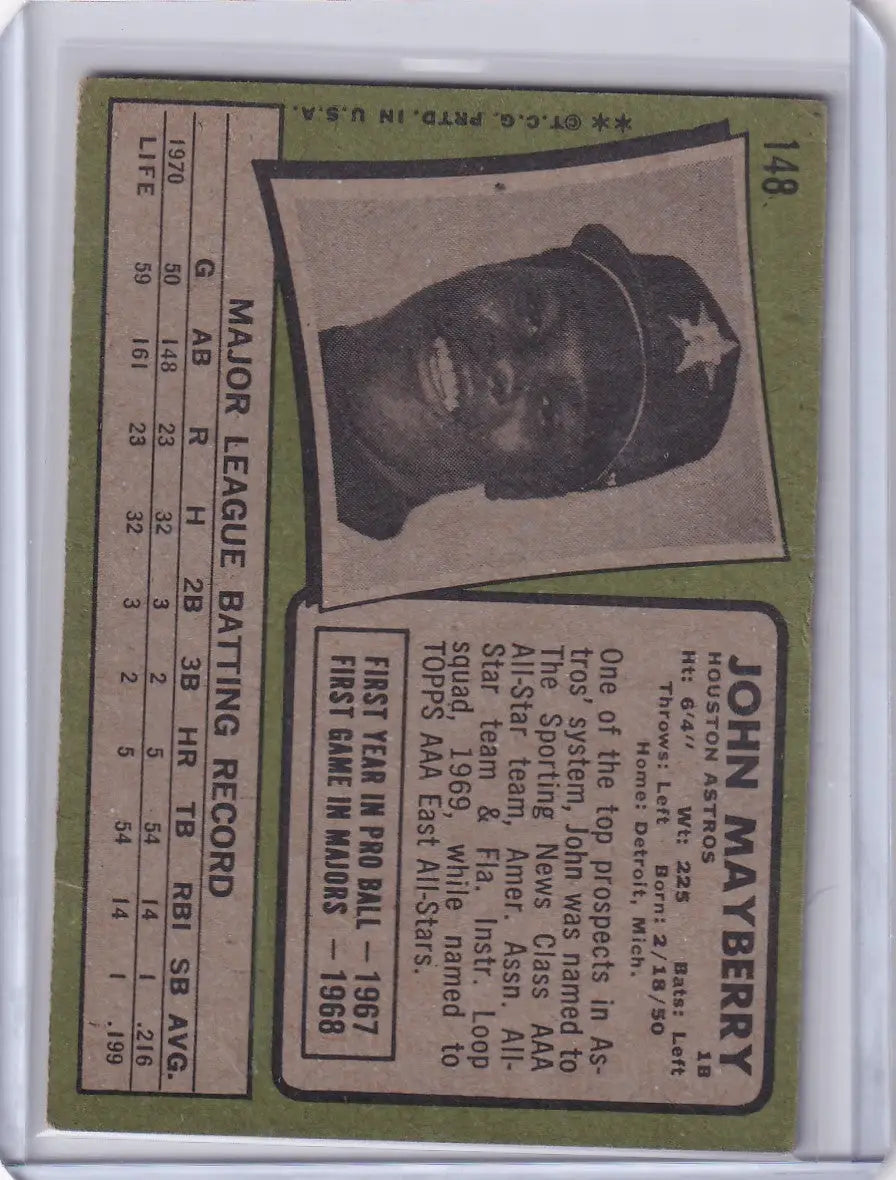 148
** ©T.C.G. PRTD. IN U.S.A.
JOHN MAYBERRY
HOUSTON ASTROS 1B
Ht: 6'4" Wt: 225 Bats: Left
Throws: Left Born: 2/18/50
Home: Detroit, Mich.
One of the top prospects in As-
tros' system, John was named to
The Sporting News Class AAA
All-Star team, Amer. Assn. All-
Star team & Fla. Instr. Loop
squad, 1969, while named to
TOPPS AAA East All-Stars.
FIRST YEAR IN PRO BALL — 1967
FIRST GAME IN MAJORS — 1968
MAJOR LEAGUE BATTING RECORD
G AB R H 2B 3B HR TB RBI SB AVG.
1970 50 148 23 32 3 2 5 54 14 1 .216
LIFE 59 161 23 32 3 2 5 54 14 1 .199